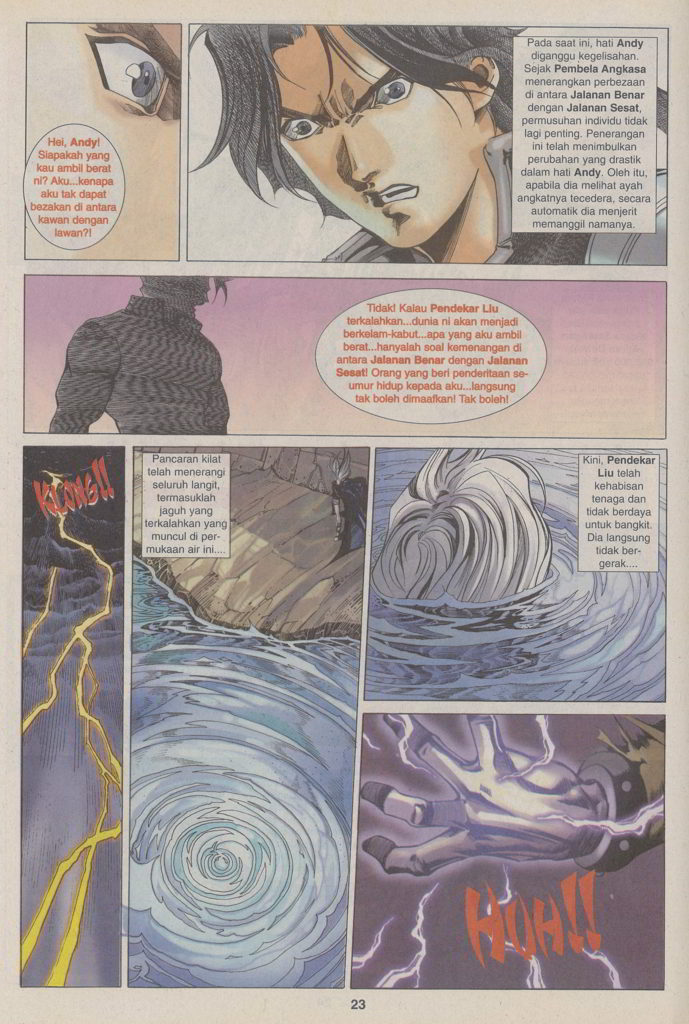 Hei, Andy!
Siapakah yang
kau ambil berat
ni? Aku...kenapa
aku tak dapat
bezakan di antara
kawan dengan
lawan?!
Pada saat ini, hati Andy
diganggu kegelisahan.
Sejak Pembela Angkasa
menerangkan perbezaan
di antara Jalanan Benar
dengan Jalanan Sesat,
permusuhan individu tidak
lagi penting. Penerangan
ini telah menimbulkan
perubahan yang drastik
dalam hati Andy. Oleh itu,
apabila dia melihat ayah
angkatnya tecedera, secara
automatik dia menjerit
memanggil namanya.
Tidak! Kalau Pendekar Liu
terkalahkan...dunia ni akan menjadi
berkelam-kabut...apa yang aku ambil
berat...hanyalah soal kemenangan di
antara Jalanan Benar dengan Jalanan
Sesat! Orang yang beri penderitaan se-
umur hidup kepada aku...langsung
tak boleh dimaafkan! Tak boleh!
KLONG!!
Pancaran kilat
telah menerangi
seluruh langit,
termasuklah
jaguh yang
terkalahkan yang
muncul di per-
mukaan air ini....
Kini, Pendekar
Liu telah
kehabisan
tenaga dan
tidak berdaya
untuk bangkit.
Dia langsung
tidak ber-
gerak....
HUH!!
23